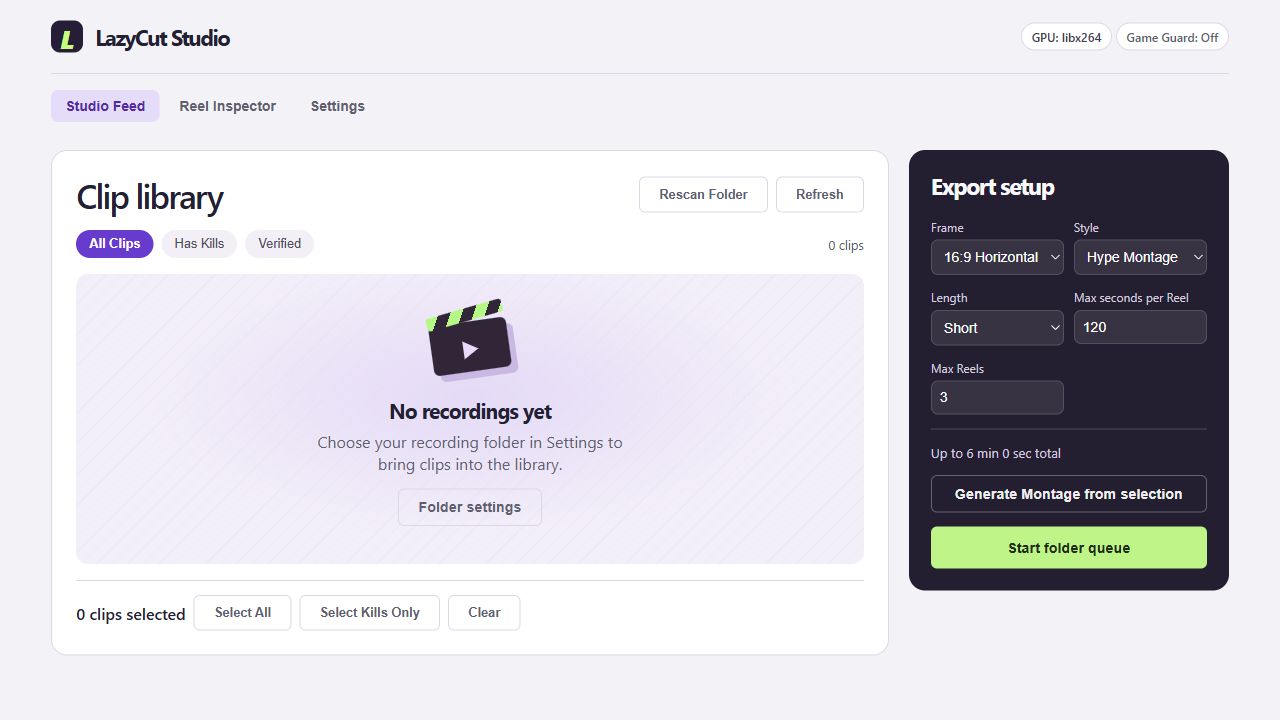 L LazyCut Studio
GPU: libx264
Game Guard: Off
Studio Feed
Reel Inspector
Settings
Clip library
Rescan Folder
Refresh
All Clips
Has Kills
Verified
0 clips
No recordings yet
Choose your recording folder in Settings to
bring clips into the library.
Folder settings
0 clips selected
Select All
Select Kills Only
Clear
Export setup
Frame
Style
16:9 Horizontal
Hype Montage
Length
Max seconds per Reel
Short
120
Max Reels
3
Up to 6 min 0 sec total
Generate Montage from selection
Start folder queue